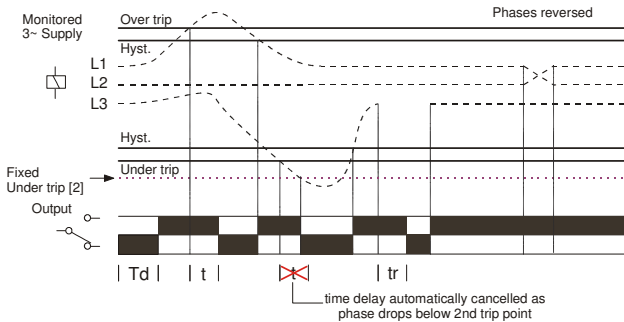 Monitored
3~ Supply
Over trip
Phases reversed
Hyst.
L1
L2
L3
Hyst.
Under trip
Fixed
Under trip [2]
Output
Td
t
t
tr
time delay automatically cancelled as
phase drops below 2nd trip point